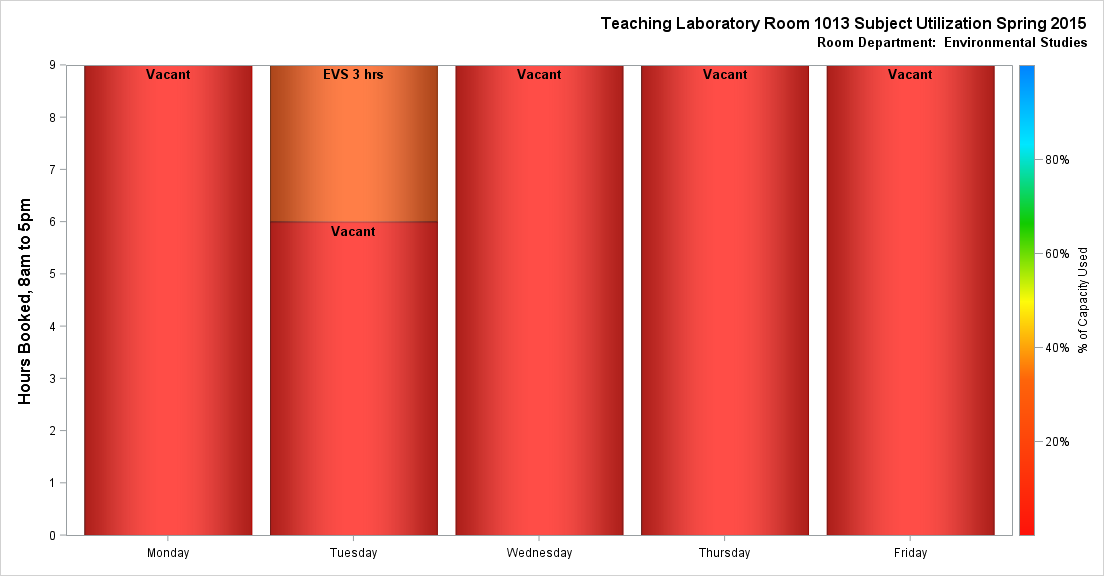 Teaching Laboratory Room 1013 Subject Utilization Spring 2015
Room Department:  Environmental Studies
Hours Booked, 8am to 5pm
9
8
7
6
5
4
3
2
1
0
Vacant
EVS 3 hrs
Vacant
Vacant
Vacant
Vacant
Monday
Tuesday
Wednesday
Thursday
Friday
80%
60%
40%
20%
% of Capacity Used